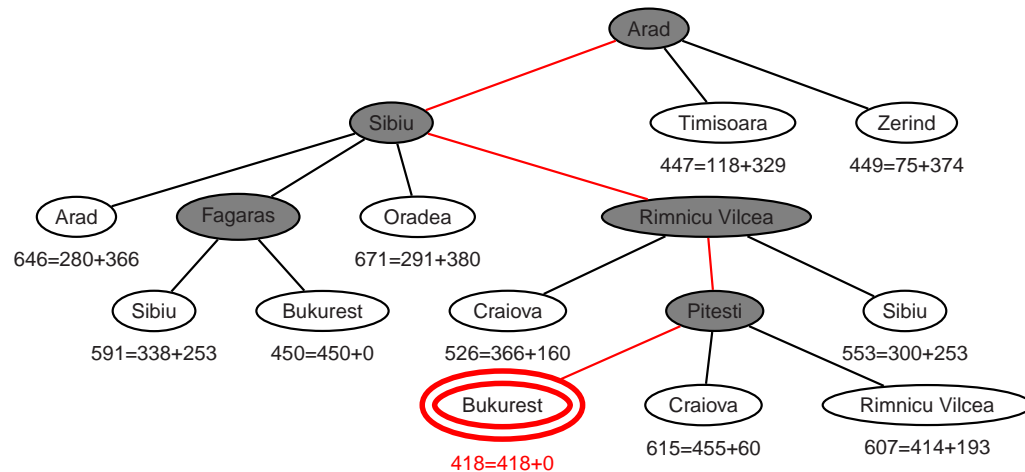 Arad
Sibiu
Timisoara
Zerind
447=118+329
449=75+374
Arad
Fagaras
Oradea
Rimnicu Vilcea
646=280+366
671=291+380
Sibiu
Bukurest
Craiova
Pitesti
Sibiu
591=338+253
450=450+0
526=366+160
553=300+253
Bukurest
Craiova
Rimnicu Vilcea
418=418+0
615=455+60
607=414+193